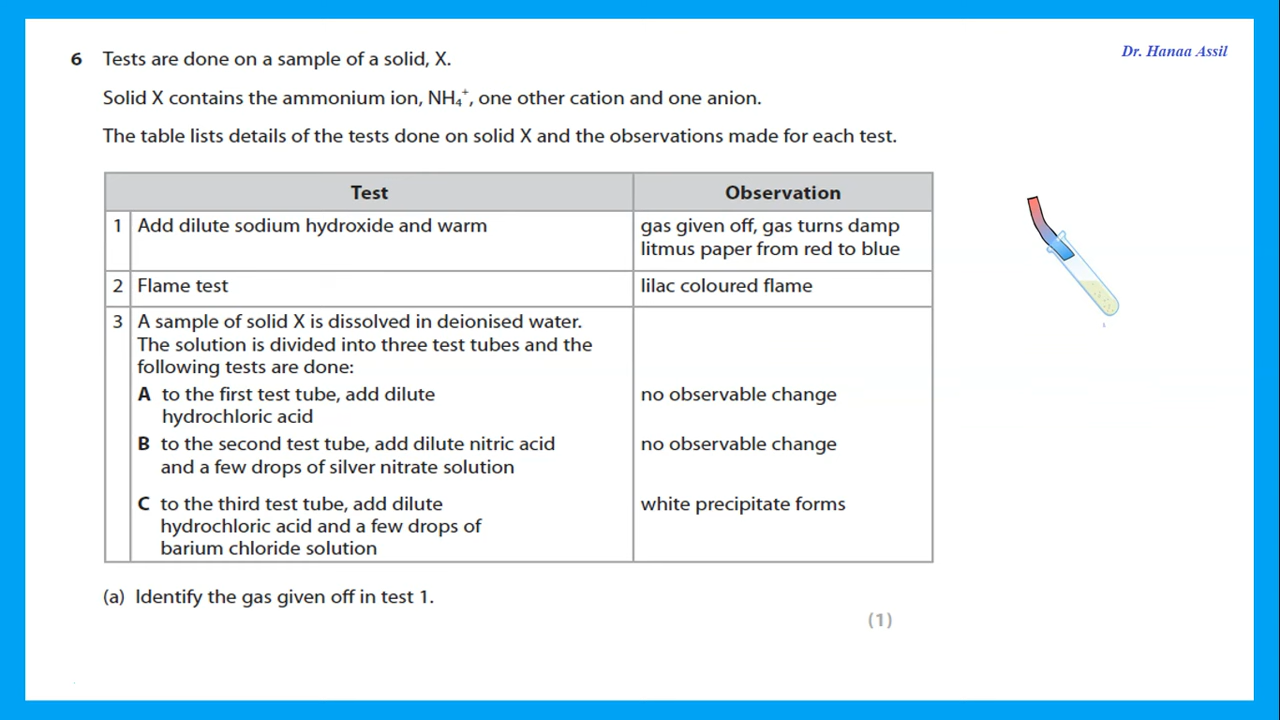 Dr. Hanaa Assil
6 Tests are done on a sample of a solid, X.
Solid X contains the ammonium ion, NH₄⁺, one other cation and one anion.
The table lists details of the tests done on solid X and the observations made for each test.
Test Observation
1 Add dilute sodium hydroxide and warm gas given off, gas turns damp
litmus paper from red to blue
2 Flame test lilac coloured flame
3 A sample of solid X is dissolved in deionised water.
The solution is divided into three test tubes and the
following tests are done:
A to the first test tube, add dilute no observable change
hydrochloric acid
B to the second test tube, add dilute nitric acid no observable change
and a few drops of silver nitrate solution
C to the third test tube, add dilute white precipitate forms
hydrochloric acid and a few drops of
barium chloride solution
(a) Identify the gas given off in test 1.
(1)